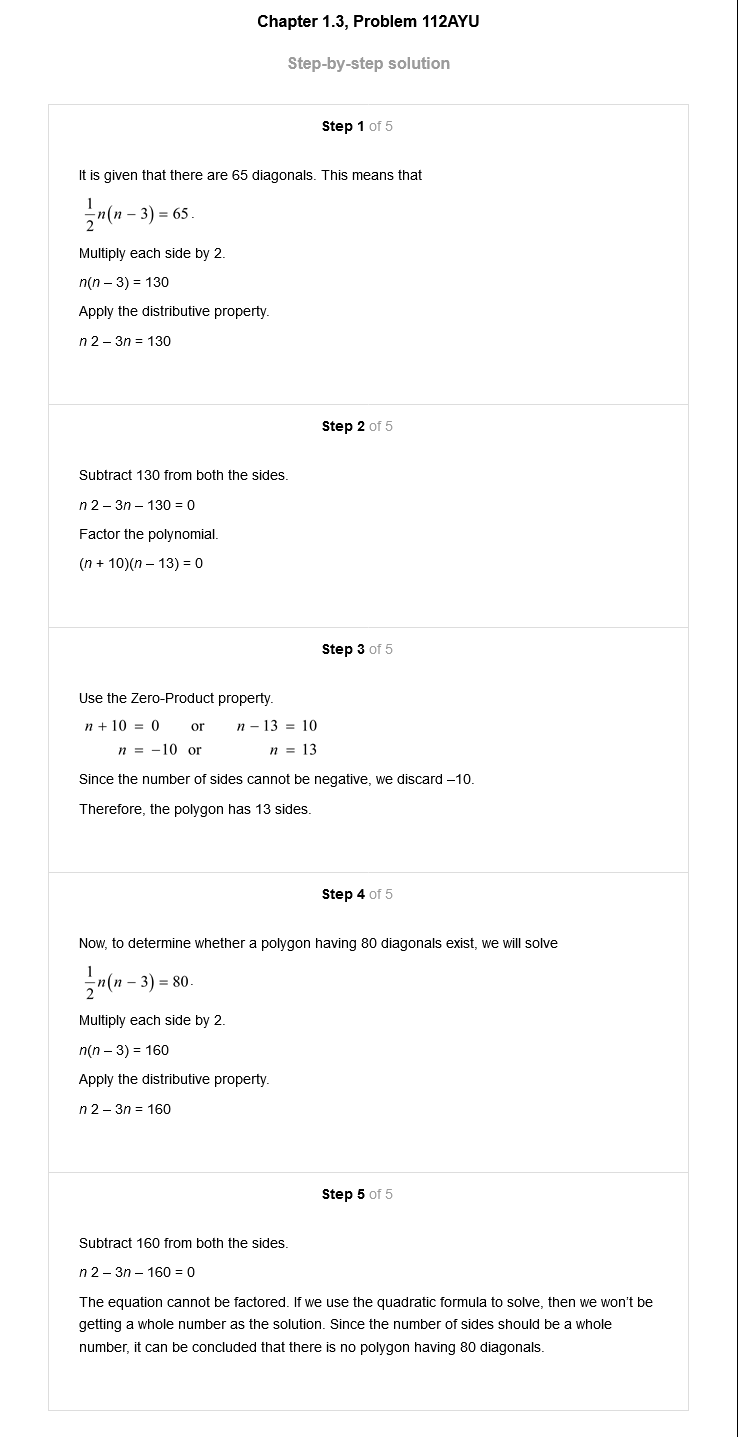 Chapter 1.3, Problem 112AYU
Step-by-step solution
Step 1 of 5
It is given that there are 65 diagonals. This means that
1/2 n(n − 3) = 65.
Multiply each side by 2.
n(n – 3) = 130
Apply the distributive property.
n 2 – 3n = 130
Step 2 of 5
Subtract 130 from both the sides.
n 2 – 3n – 130 = 0
Factor the polynomial.
(n + 10)(n – 13) = 0
Step 3 of 5
Use the Zero-Product property.
n + 10 = 0 or n − 13 = 10
n = −10 or n = 13
Since the number of sides cannot be negative, we discard –10.
Therefore, the polygon has 13 sides.
Step 4 of 5
Now, to determine whether a polygon having 80 diagonals exist, we will solve
1/2 n(n − 3) = 80.
Multiply each side by 2.
n(n – 3) = 160
Apply the distributive property.
n 2 – 3n = 160
Step 5 of 5
Subtract 160 from both the sides.
n 2 – 3n – 160 = 0
The equation cannot be factored. If we use the quadratic formula to solve, then we won't be
getting a whole number as the solution. Since the number of sides should be a whole
number, it can be concluded that there is no polygon having 80 diagonals.